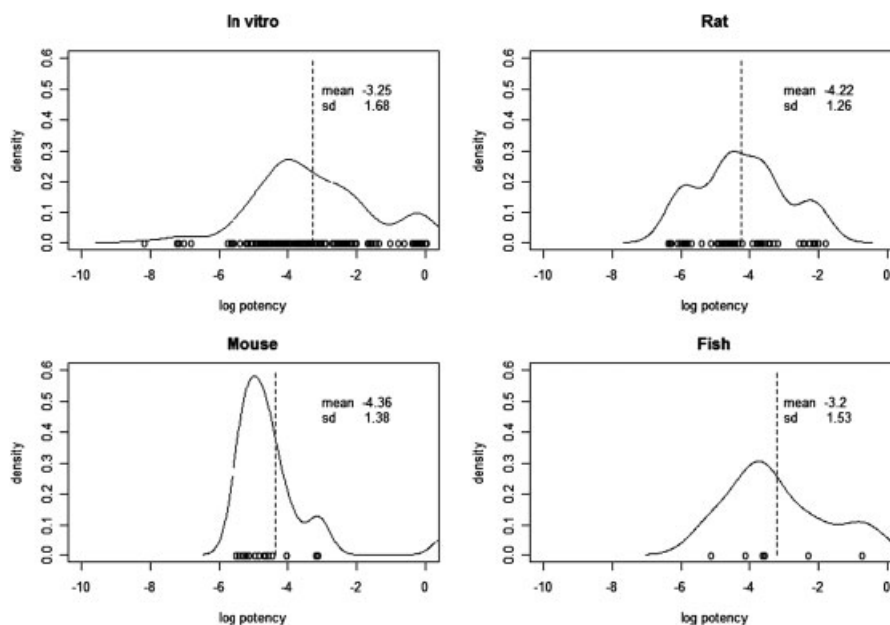 In vitro
density
0.0 0.1 0.2 0.3 0.4 0.5 0.6
mean -3.25
sd 1.68
-10 -8 -6 -4 -2 0
log potency
Rat
density
0.0 0.1 0.2 0.3 0.4 0.5 0.6
mean -4.22
sd 1.26
-10 -8 -6 -4 -2 0
log potency
Mouse
density
0.0 0.1 0.2 0.3 0.4 0.5 0.6
mean -4.36
sd 1.38
-10 -8 -6 -4 -2 0
log potency
Fish
density
0.0 0.1 0.2 0.3 0.4 0.5 0.6
mean -3.2
sd 1.53
-10 -8 -6 -4 -2 0
log potency